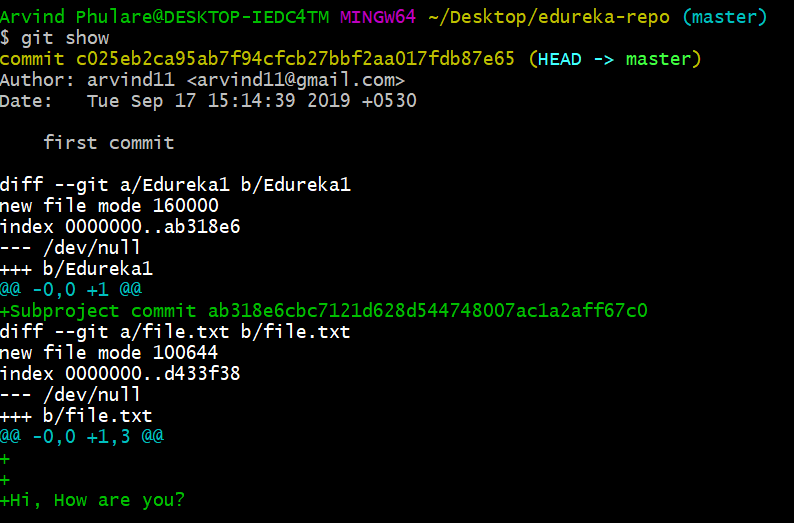 Arvind Phulare@DESKTOP-IEDC4TM MINGW64 ~/Desktop/edureka-repo (master)
$ git show
commit c025eb2ca95ab7f94cfcb27bbf2aa017fdb87e65 (HEAD -> master)
Author: arvind11 <arvind11@gmail.com>
Date:   Tue Sep 17 15:14:39 2019 +0530
    first commit
diff --git a/Edureka1 b/Edureka1
new file mode 160000
index 0000000..ab318e6
--- /dev/null
+++ b/Edureka1
@@ -0,0 +1 @@
+Subproject commit ab318e6cbc7121d628d544748007ac1a2aff67c0
diff --git a/file.txt b/file.txt
new file mode 100644
index 0000000..d433f38
--- /dev/null
+++ b/file.txt
@@ -0,0 +1,3 @@
+
+
+Hi, How are you?